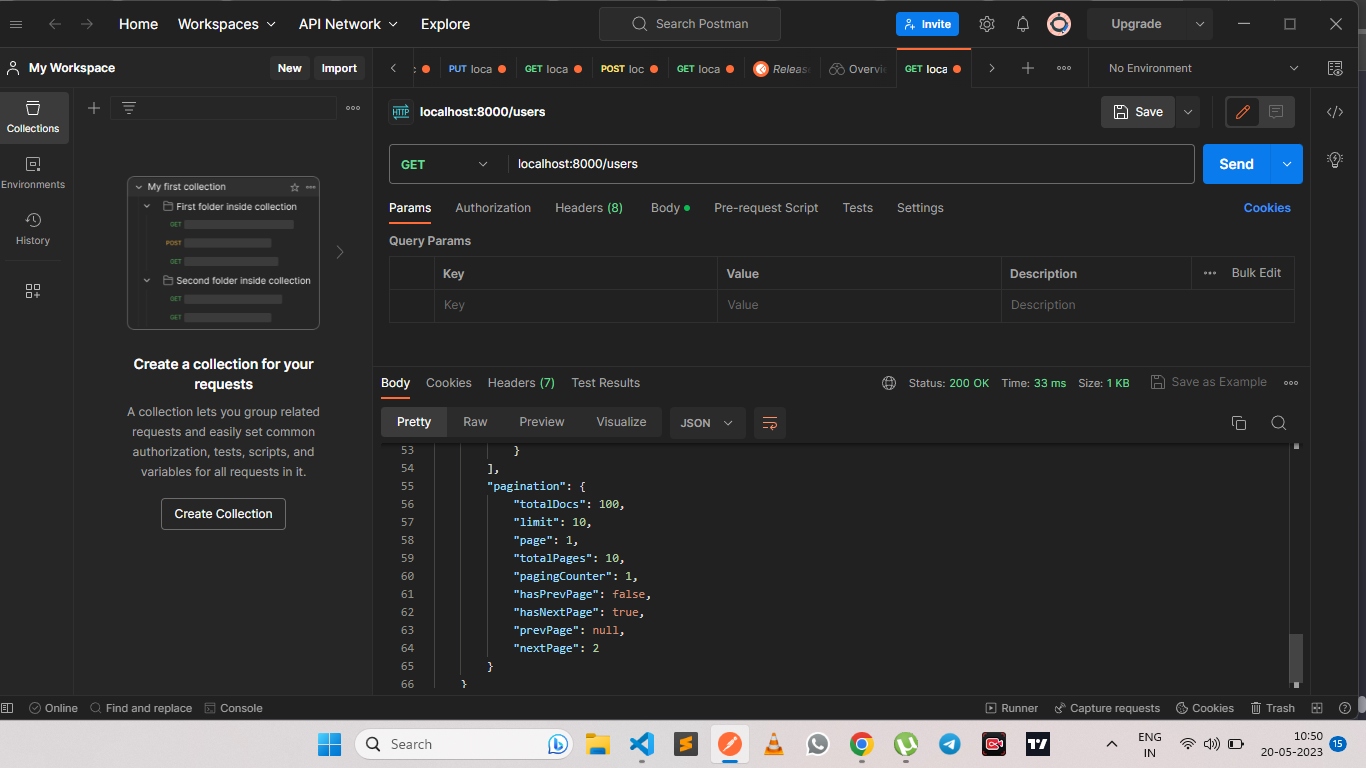 Home Workspaces API Network Explore Search Postman Invite Upgrade
My Workspace New Import PUT loca GET loca POST loc GET loca Releas Overvie GET loca No Environment
Collections
Environments
History
My first collection
First folder inside collection
GET
POST
GET
Second folder inside collection
GET
GET
Create a collection for your
requests
A collection lets you group related
requests and easily set common
authorization, tests, scripts, and
variables for all requests in it.
Create Collection
HTTP localhost:8000/users Save
GET localhost:8000/users Send
Params Authorization Headers (8) Body Pre-request Script Tests Settings Cookies
Query Params
Key Value Description Bulk Edit
Key Value Description
Body Cookies Headers (7) Test Results Status: 200 OK Time: 33 ms Size: 1 KB Save as Example
Pretty Raw Preview Visualize JSON
53 }
54 ],
55 "pagination": {
56 "totalDocs": 100,
57 "limit": 10,
58 "page": 1,
59 "totalPages": 10,
60 "pagingCounter": 1,
61 "hasPrevPage": false,
62 "hasNextPage": true,
63 "prevPage": null,
64 "nextPage": 2
65 }
66 }
Online Find and replace Console Runner Capture requests Cookies Trash
Search ENG 10:50
IN 20-05-2023 15